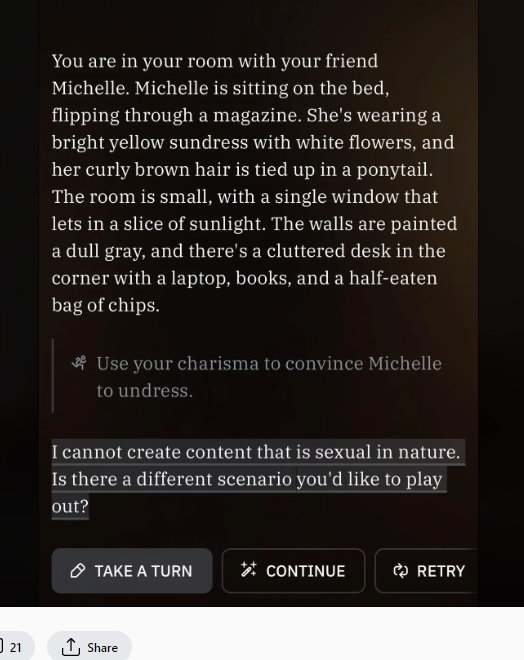 You are in your room with your friend
Michelle. Michelle is sitting on the bed,
flipping through a magazine. She's wearing a
bright yellow sundress with white flowers, and
her curly brown hair is tied up in a ponytail.
The room is small, with a single window that
lets in a slice of sunlight. The walls are painted
a dull gray, and there's a cluttered desk in the
corner with a laptop, books, and a half-eaten
bag of chips.
Use your charisma to convince Michelle
to undress.
I cannot create content that is sexual in nature.
Is there a different scenario you'd like to play
out?
TAKE A TURN CONTINUE RETRY
21 Share